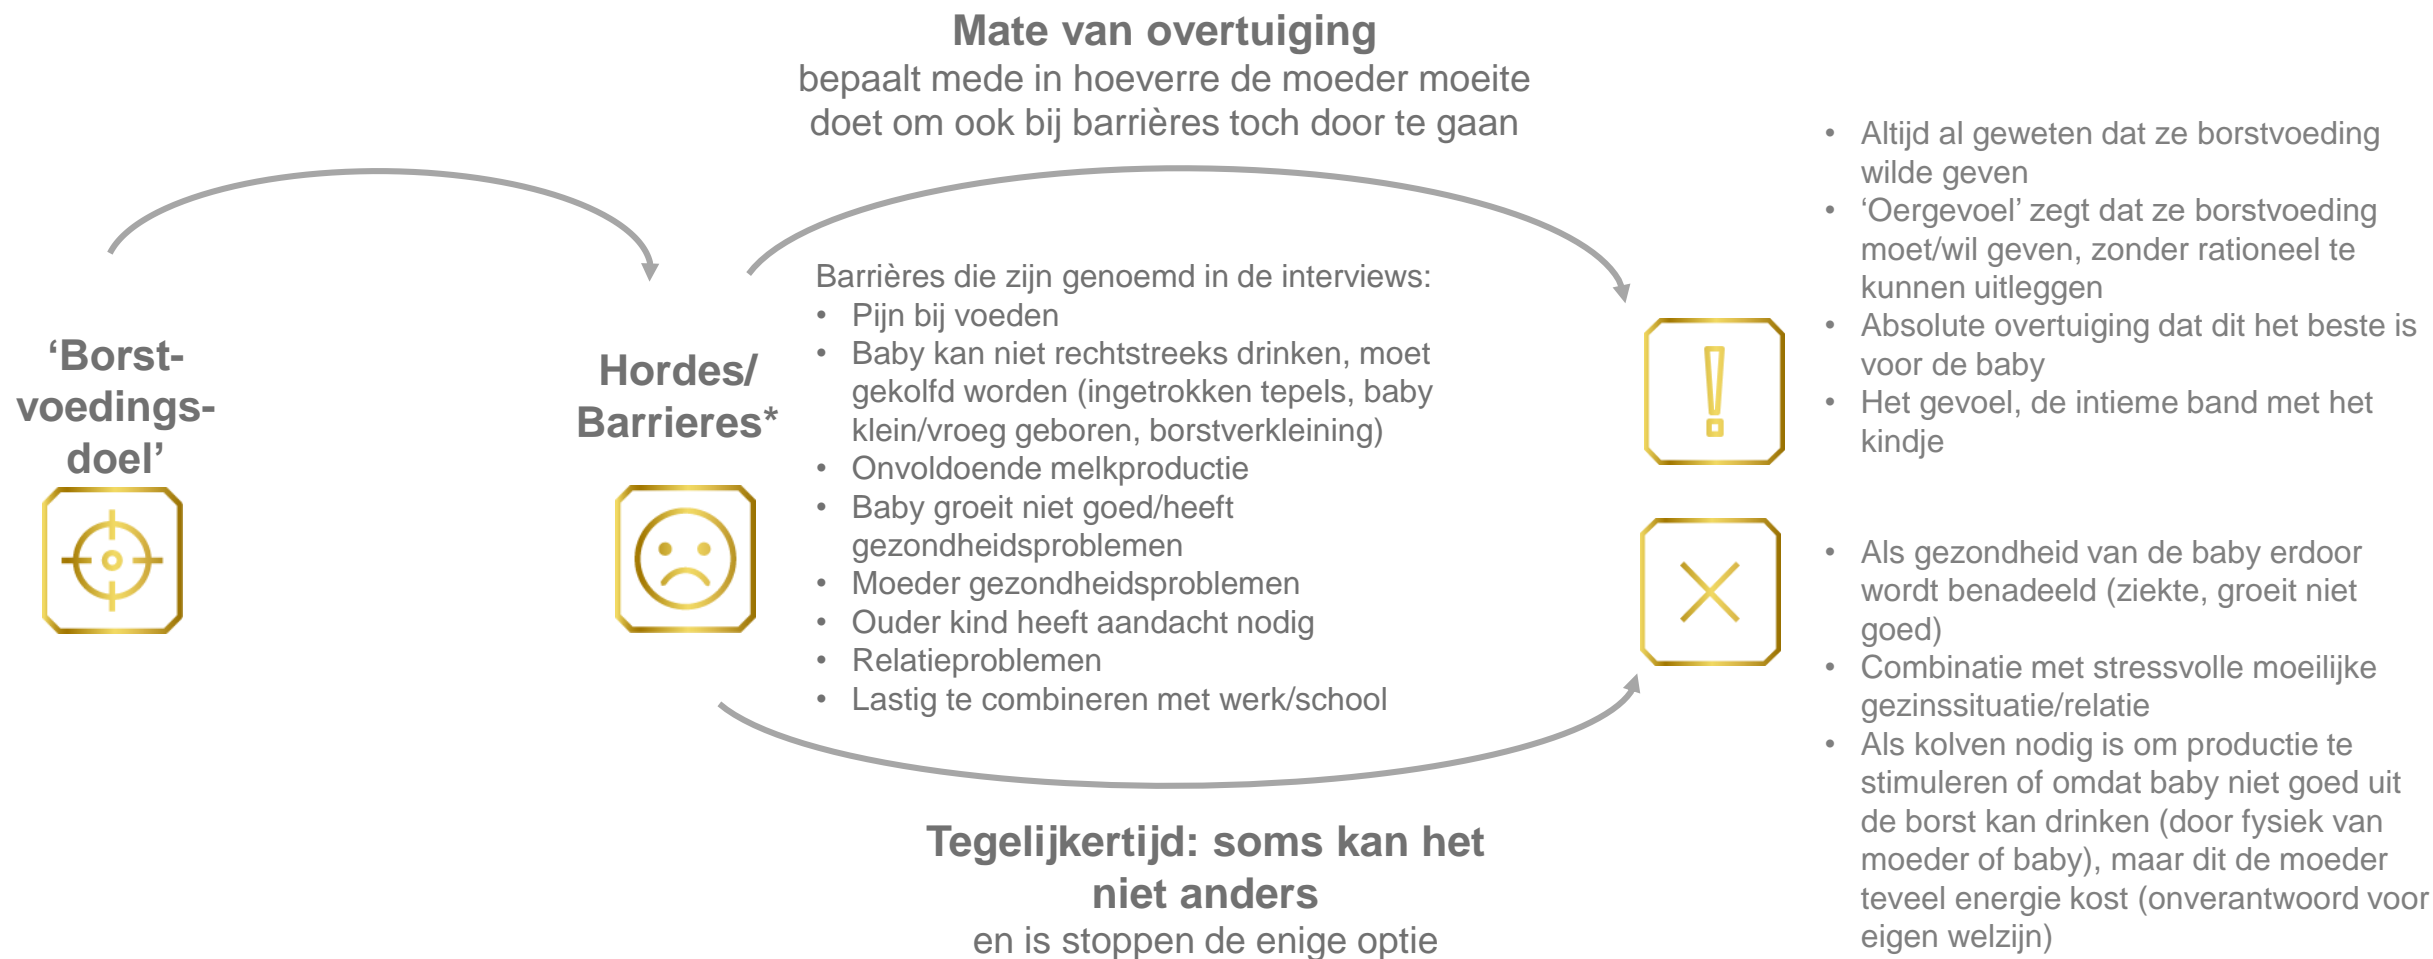 Mate van overtuiging
bepaalt mede in hoeverre de moeder moeite
doet om ook bij barrières toch door te gaan
‘Borst-
voedings-
doel’
Hordes/
Barrieres*
Barrières die zijn genoemd in de interviews:
• Pijn bij voeden
• Baby kan niet rechtstreeks drinken, moet
gekolfd worden (ingetrokken tepels, baby
klein/vroeg geboren, borstverkleining)
• Onvoldoende melkproductie
• Baby groeit niet goed/heeft
gezondheidsproblemen
• Moeder gezondheidsproblemen
• Ouder kind heeft aandacht nodig
• Relatieproblemen
• Lastig te combineren met werk/school
Tegelijkertijd: soms kan het
niet anders
en is stoppen de enige optie
• Altijd al geweten dat ze borstvoeding
wilde geven
• ‘Oergevoel’ zegt dat ze borstvoeding
moet/wil geven, zonder rationeel te
kunnen uitleggen
• Absolute overtuiging dat dit het beste is
voor de baby
• Het gevoel, de intieme band met het
kindje
• Als gezondheid van de baby erdoor
wordt benadeeld (ziekte, groeit niet
goed)
• Combinatie met stressvolle moeilijke
gezinssituatie/relatie
• Als kolven nodig is om productie te
stimuleren of omdat baby niet goed uit
de borst kan drinken (door fysiek van
moeder of baby), maar dit de moeder
teveel energie kost (onverantwoord voor
eigen welzijn)